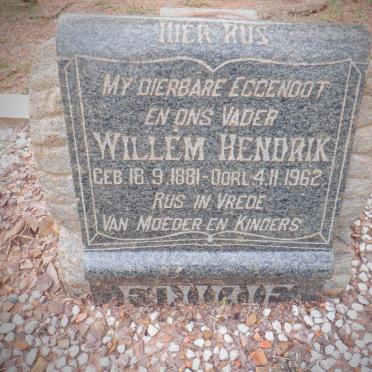 HIER RUS
MY DIERBARE EGGENOOT
EN ONS VADER
WILLEM HENDRIK
GEB. 18.9.1881 - OORL. 4.11.1962
RUS IN VREDE
VAN MOEDER EN KINDERS